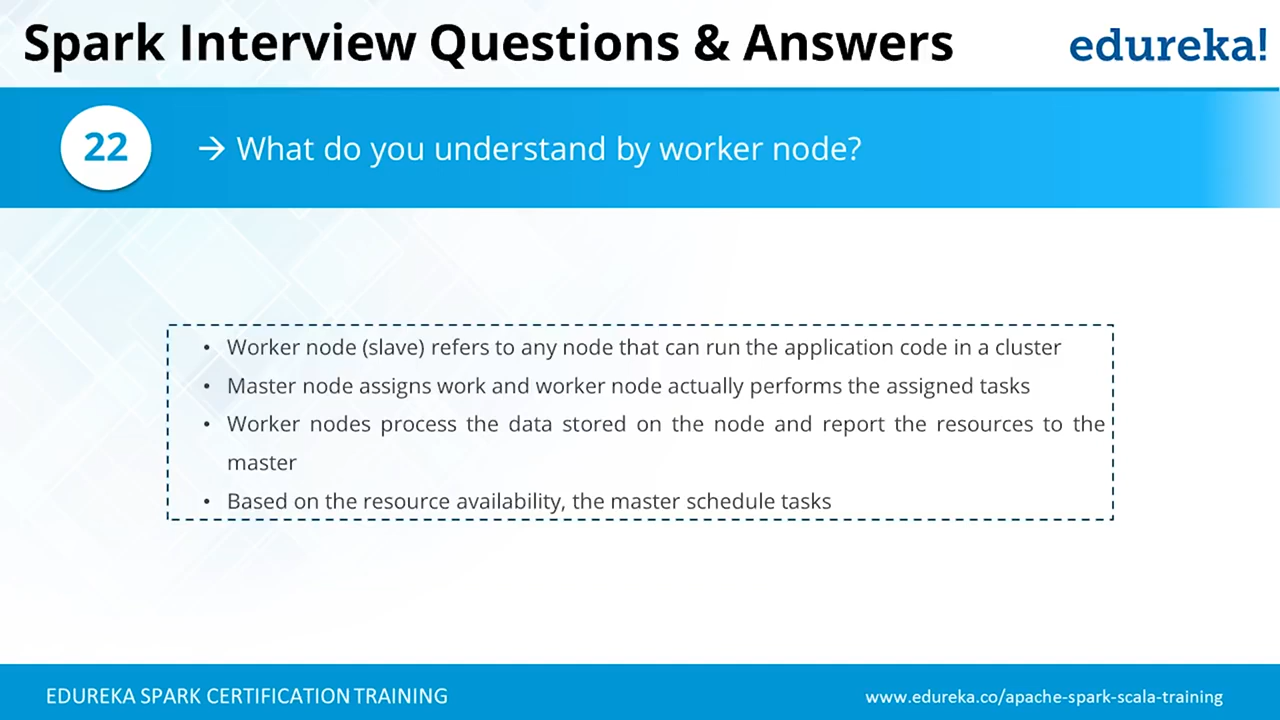 Spark Interview Questions & Answers
edureka!
22
→ What do you understand by worker node?
• Worker node (slave) refers to any node that can run the application code in a cluster
• Master node assigns work and worker node actually performs the assigned tasks
• Worker nodes process the data stored on the node and report the resources to the
master
• Based on the resource availability, the master schedule tasks
EDUREKA SPARK CERTIFICATION TRAINING
www.edureka.co/apache-spark-scala-training